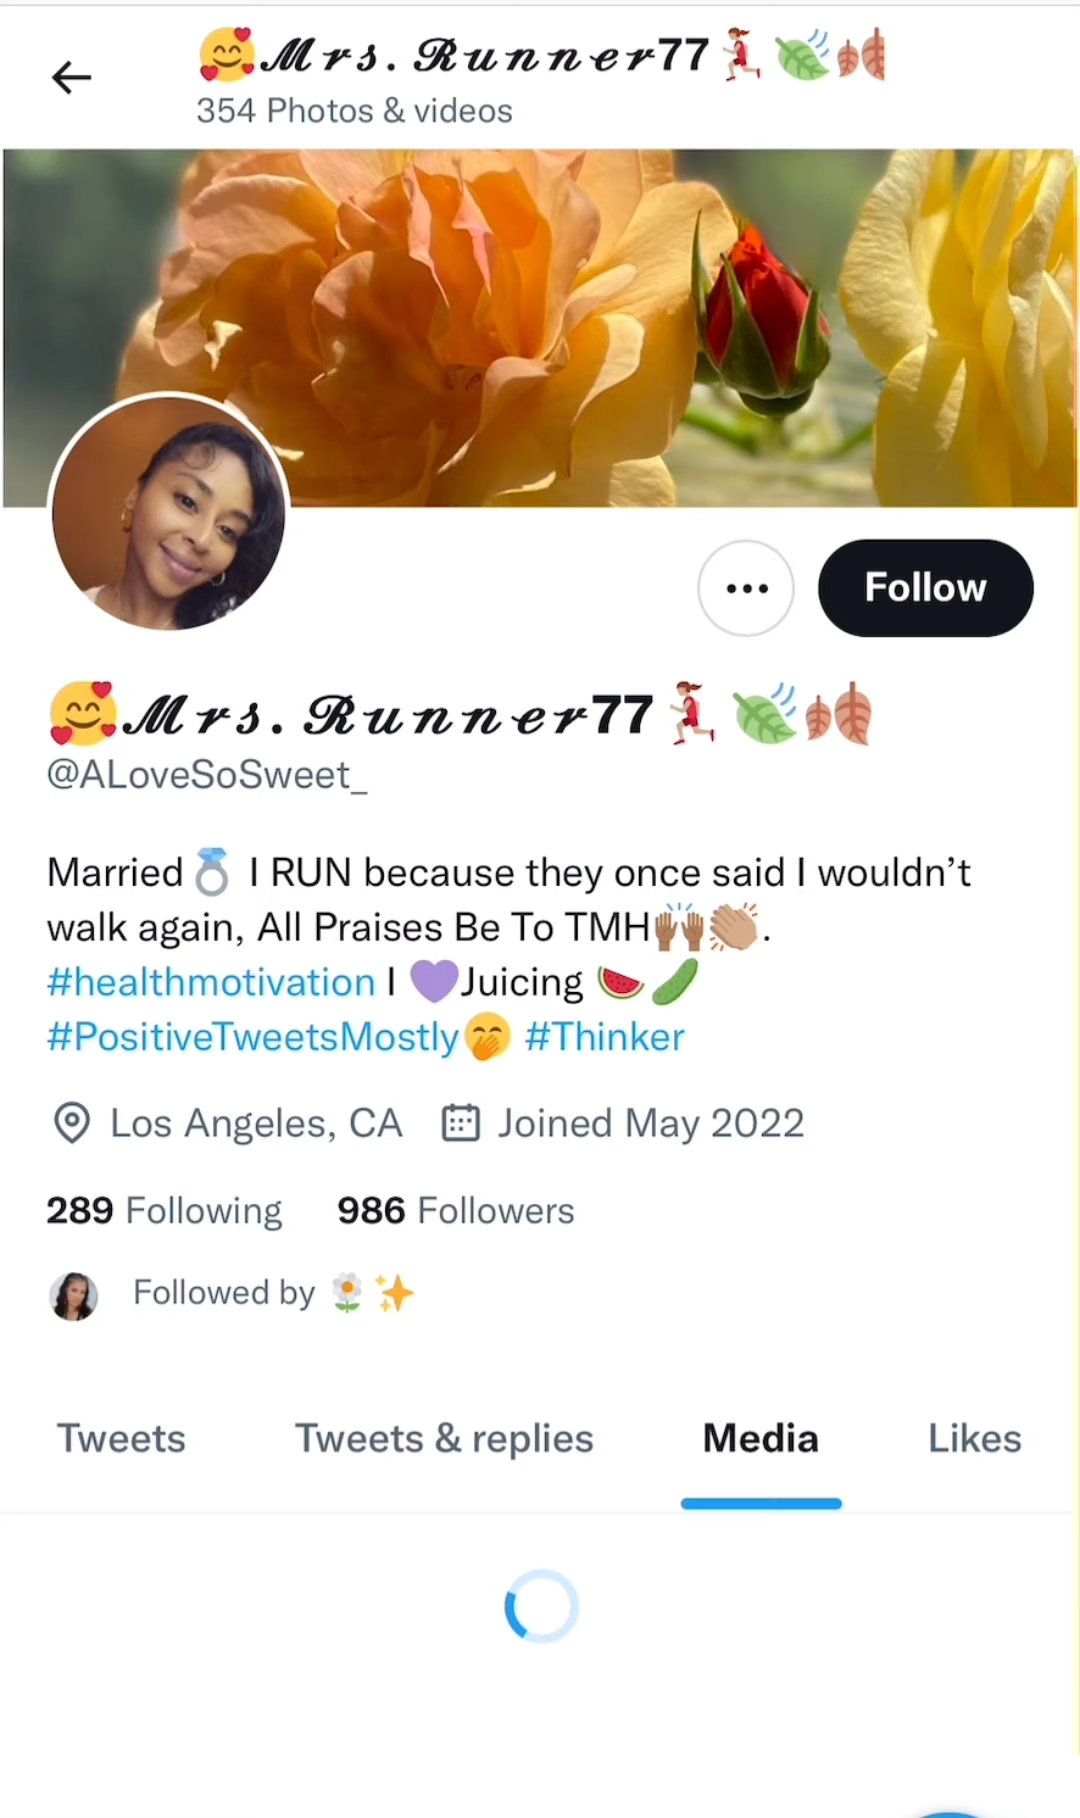 🥰𝓜𝓻𝓼. 𝓡𝓾𝓷𝓷𝓮𝓻77🏃🏽‍♀️🍃🍂
354 Photos & videos
Follow
🥰𝓜𝓻𝓼. 𝓡𝓾𝓷𝓷𝓮𝓻77🏃🏽‍♀️🍃🍂
@ALoveSoSweet_
Married💍 I RUN because they once said I wouldn’t
walk again, All Praises Be To TMH🙌🏾👏🏼.
#healthmotivation I 💜Juicing 🍉🥒
#PositiveTweetsMostly🤭 #Thinker
Los Angeles, CA Joined May 2022
289 Following 986 Followers
Followed by 🌼✨
Tweets Tweets & replies Media Likes